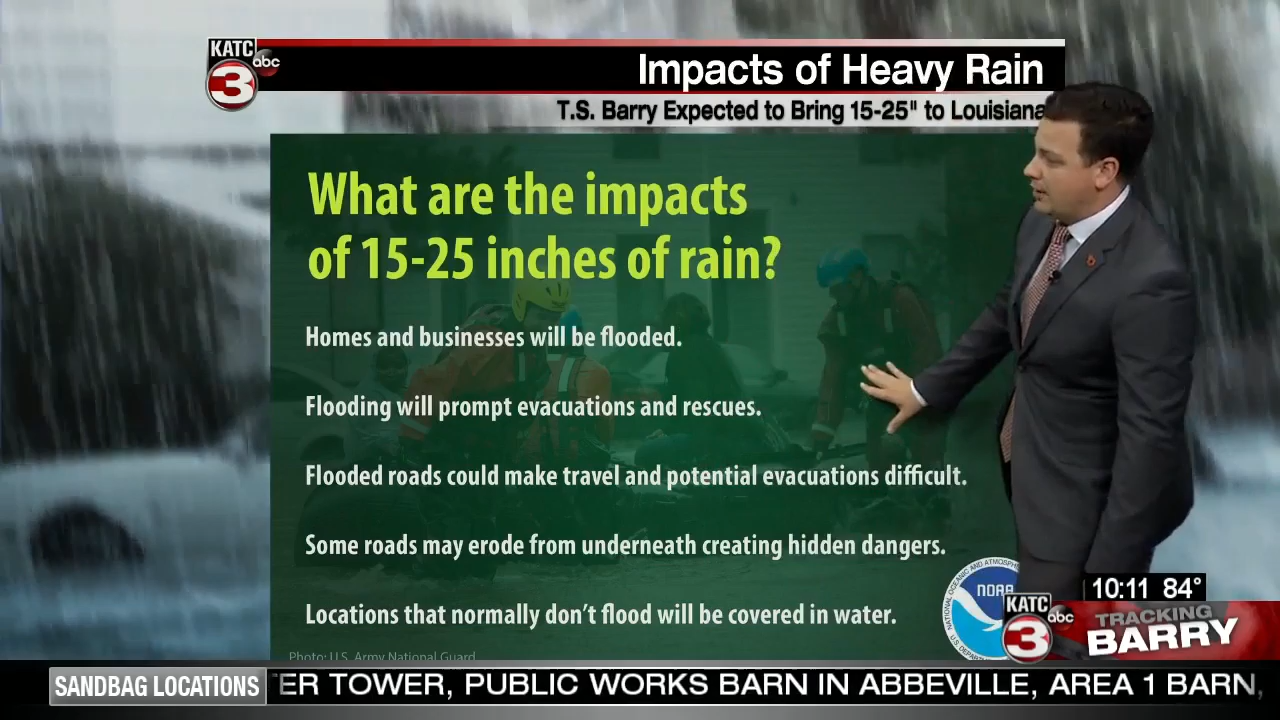 KATC
abc
3
Impacts of Heavy Rain
T.S. Barry Expected to Bring 15-25" to Louisiana
What are the impacts
of 15-25 inches of rain?
Homes and businesses will be flooded.
Flooding will prompt evacuations and rescues.
Flooded roads could make travel and potential evacuations difficult.
Some roads may erode from underneath creating hidden dangers.
Locations that normally don't flood will be covered in water.
Photo: U.S. Army National Guard
NOAA
KATC
abc
3
10:11 84°
TRACKING
BARRY
SANDBAG LOCATIONS
ER TOWER, PUBLIC WORKS BARN IN ABBEVILLE, AREA 1 BARN,